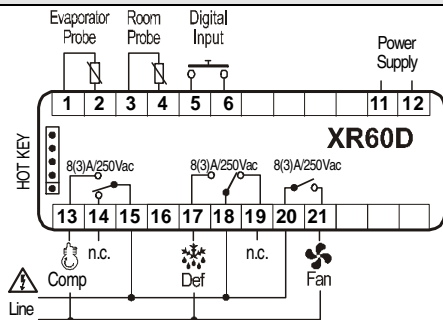 Evaporator Probe
Room Probe
Digital Input
Power Supply
1 2 3 4 5 6 11 12
XR60D
HOT KEY
8(3)A/250Vac 8(3)A/250Vac 8(3)A/250Vac
13 14 15 16 17 18 19 20 21
n.c. n.c.
Comp Def Fan
Line